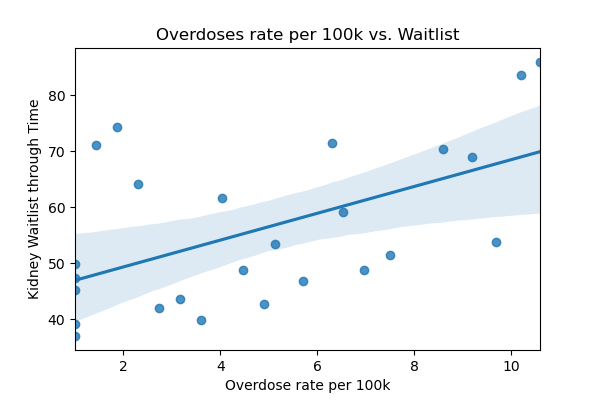 Overdoses rate per 100k vs. Waitlist
Kidney Waitlist through Time
80
70
60
50
40
2 4 6 8 10
Overdose rate per 100k